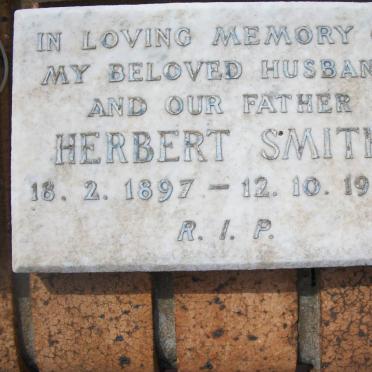 IN LOVING MEMORY O
MY BELOVED HUSBAN
AND OUR FATHER
HERBERT SMITH
18. 2. 1897 – 12. 10. 19
R. I. P.